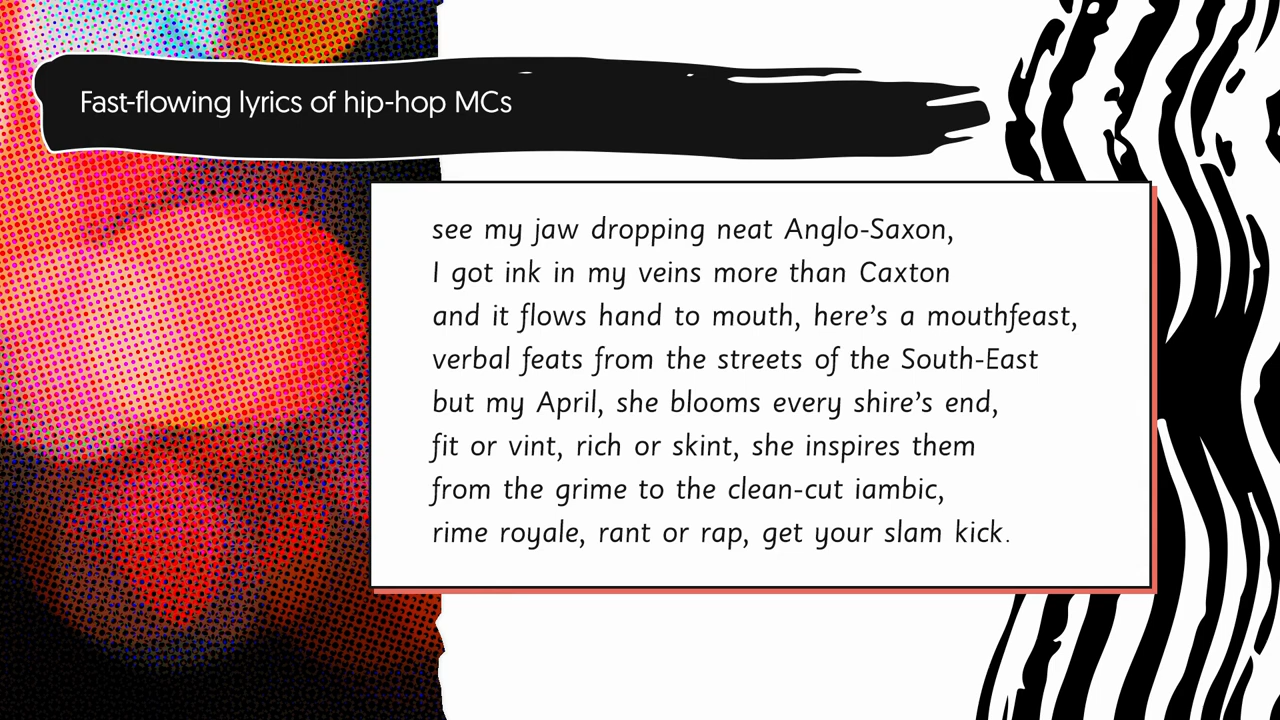 Fast-flowing lyrics of hip-hop MCs
see my jaw dropping neat Anglo-Saxon,
I got ink in my veins more than Caxton
and it flows hand to mouth, here’s a mouthfeast,
verbal feats from the streets of the South-East
but my April, she blooms every shire’s end,
fit or vint, rich or skint, she inspires them
from the grime to the clean-cut iambic,
rime royale, rant or rap, get your slam kick.